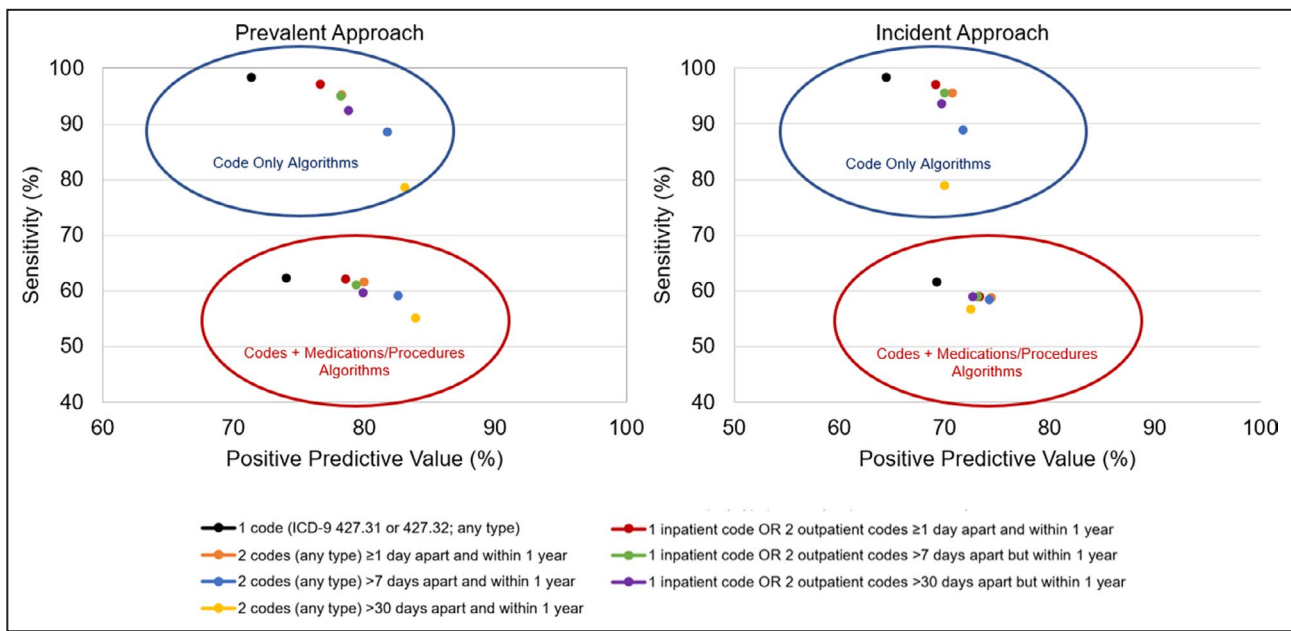 Prevalent Approach
100
90
80
70
60
50
40
Sensitivity (%)
Code Only Algorithms
Codes + Medications/Procedures
Algorithms
60 70 80 90 100
Positive Predictive Value (%)
Incident Approach
100
90
80
70
60
50
40
Sensitivity (%)
Code Only Algorithms
Codes + Medications/Procedures
Algorithms
50 60 70 80 90 100
Positive Predictive Value (%)
1 code (ICD-9 427.31 or 427.32; any type)
2 codes (any type) ≥1 day apart and within 1 year
2 codes (any type) >7 days apart and within 1 year
2 codes (any type) >30 days apart and within 1 year
1 inpatient code OR 2 outpatient codes ≥1 day apart and within 1 year
1 inpatient code OR 2 outpatient codes >7 days apart but within 1 year
1 inpatient code OR 2 outpatient codes >30 days apart but within 1 year